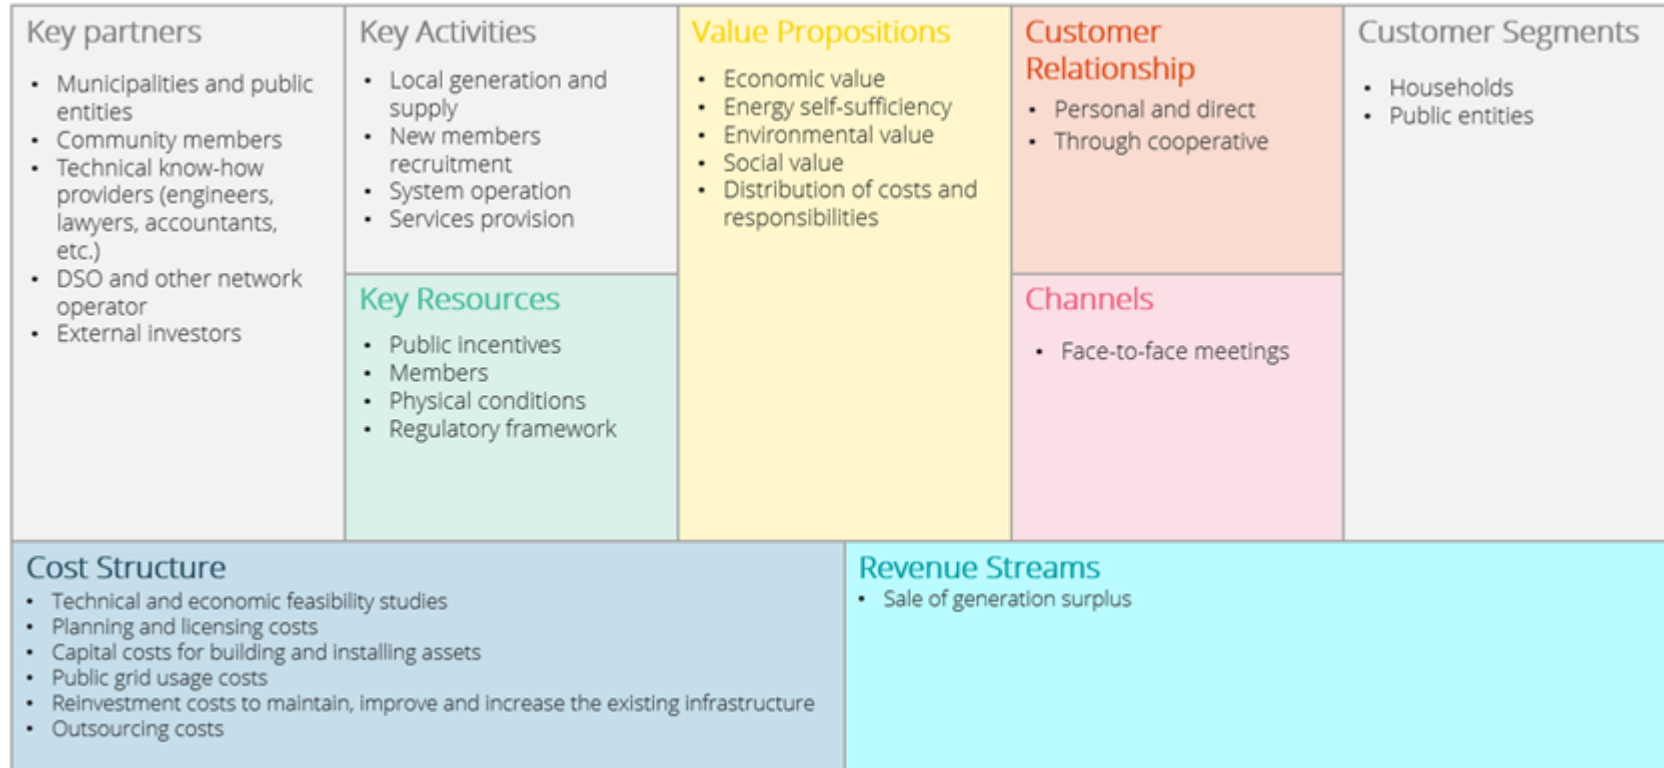 Key partners
• Municipalities and public
entities
• Community members
• Technical know-how
providers (engineers,
lawyers, accountants,
etc.)
• DSO and other network
operator
• External investors
Key Activities
• Local generation and
supply
• New members
recruitment
• System operation
• Services provision
Key Resources
• Public incentives
• Members
• Physical conditions
• Regulatory framework
Value Propositions
• Economic value
• Energy self-sufficiency
• Environmental value
• Social value
• Distribution of costs and
responsibilities
Customer
Relationship
• Personal and direct
• Through cooperative
Channels
• Face-to-face meetings
Customer Segments
• Households
• Public entities
Cost Structure
• Technical and economic feasibility studies
• Planning and licensing costs
• Capital costs for building and installing assets
• Public grid usage costs
• Reinvestment costs to maintain, improve and increase the existing infrastructure
• Outsourcing costs
Revenue Streams
• Sale of generation surplus